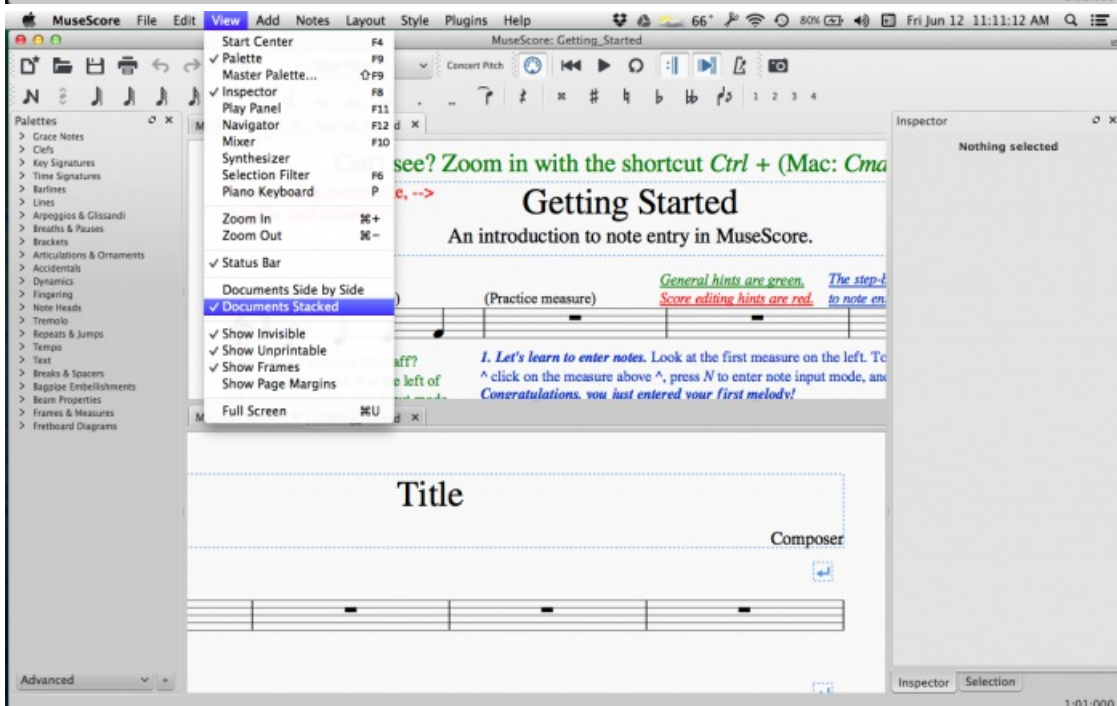 MuseScore File Edit View Add Notes Layout Style Plugins Help 66° 80% Fri Jun 12 11:11:12 AM
MuseScore: Getting_Started
Concert Pitch
1 2 3 4
Start Center F4
✓ Palette F9
Master Palette... ⇧F9
✓ Inspector F8
Play Panel F11
Navigator F12
Mixer F10
Synthesizer
Selection Filter F6
Piano Keyboard P
Zoom In ⌘+
Zoom Out ⌘-
✓ Status Bar
Documents Side by Side
✓ Documents Stacked
✓ Show Invisible
✓ Show Unprintable
✓ Show Frames
Show Page Margins
Full Screen ⌘U
Palettes
> Grace Notes
> Clefs
> Key Signatures
> Time Signatures
> Barlines
> Lines
> Arpeggios & Glissandi
> Breaths & Pauses
> Brackets
> Articulations & Ornaments
> Accidentals
> Dynamics
> Fingering
> Note Heads
> Tremolo
> Repeats & Jumps
> Tempo
> Text
> Breaks & Spacers
> Bagpipe Embellishments
> Beam Properties
> Frames & Measures
> Fretboard Diagrams
Advanced
see? Zoom in with the shortcut Ctrl + (Mac: Cmd
e, -->
Getting Started
An introduction to note entry in MuseScore.
General hints are green.
Score editing hints are red.
The step-b
to note en
(Practice measure)
aff?
e left of
1. Let's learn to enter notes. Look at the first measure on the left. To
^ click on the measure above ^, press N to enter note input mode, and
Congratulations, you just entered your first melody!
Title
Composer
Inspector
Nothing selected
Inspector Selection
1:01:000